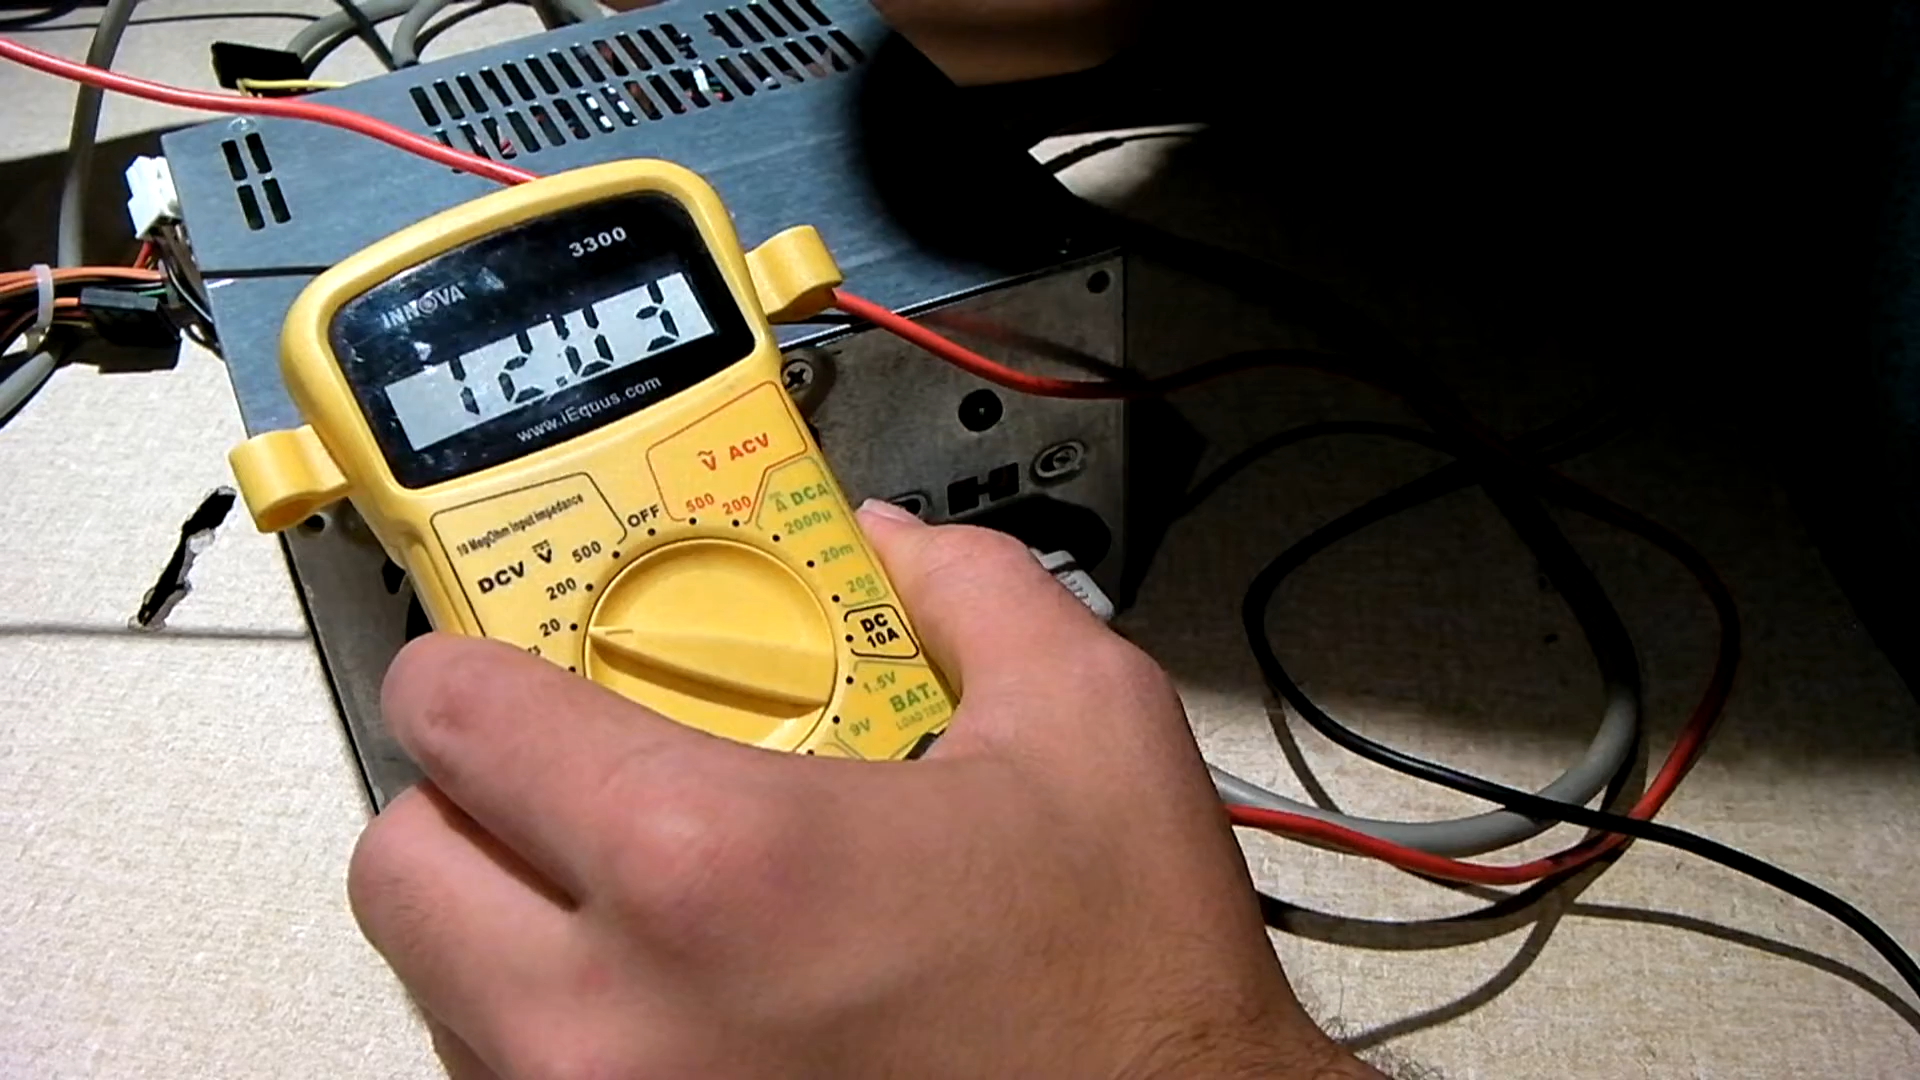 3300
INNOVA
12.03
www.iEquus.com
10 MegOhm Input Impedance
DCV V
500
200
20
OFF
V ACV
500 200
A DCA
2000µ
20m
200
m
DC
10A
1.5V
BAT.
LOAD TEST
9V